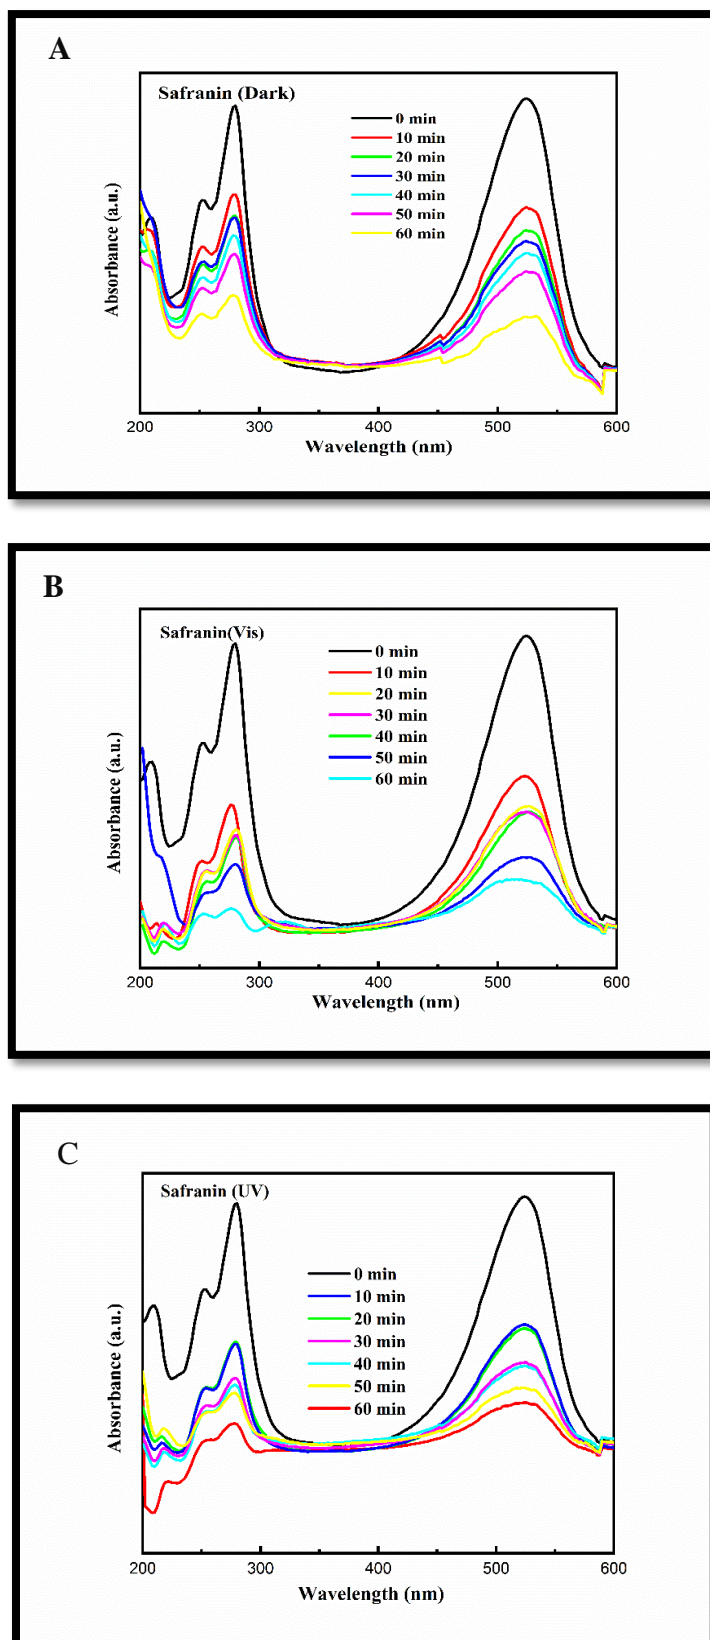 A
Safranin (Dark)
0 min
10 min
20 min
30 min
40 min
50 min
60 min
Absorbance (a.u.)
200 300 400 500 600
Wavelength (nm)
B
Safranin(Vis)
0 min
10 min
20 min
30 min
40 min
50 min
60 min
Absorbance (a.u.)
200 300 400 500 600
Wavelength (nm)
C
Safranin (UV)
0 min
10 min
20 min
30 min
40 min
50 min
60 min
Absorbance (a.u.)
200 300 400 500 600
Wavelength (nm)